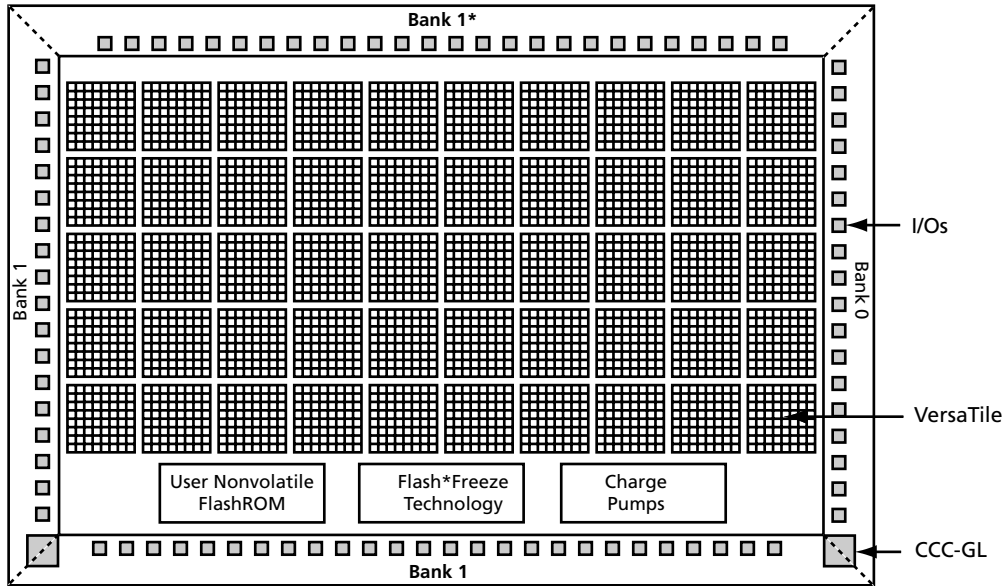 Bank 1*
I/Os
Bank 1
Bank 0
VersaTile
User Nonvolatile
FlashROM
Flash*Freeze
Technology
Charge
Pumps
CCC-GL
Bank 1